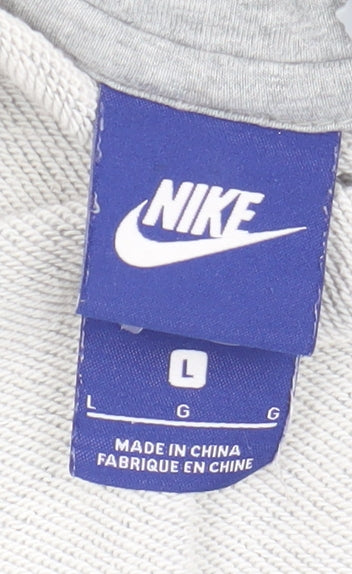 NIKE
L
L G G
MADE IN CHINA
FABRIQUE EN CHINE